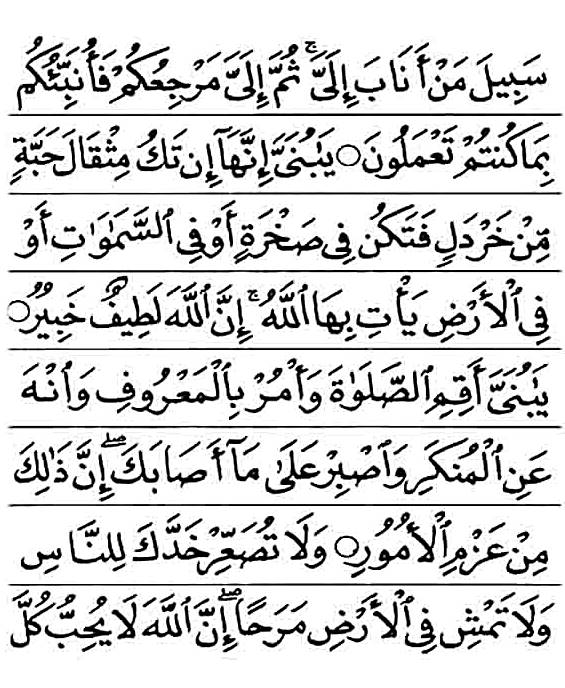 سَبِيلَ مَنْ أَنَابَ إِلَىَّ ۚ ثُمَّ إِلَىَّ مَرْجِعُكُمْ فَأُنَبِّئُكُم
بِمَا كُنتُمْ تَعْمَلُونَ ۝ يَٰبُنَىَّ إِنَّهَآ إِن تَكُ مِثْقَالَ حَبَّةٍ
مِّنْ خَرْدَلٍ فَتَكُن فِى صَخْرَةٍ أَوْ فِى ٱلسَّمَٰوَٰتِ أَوْ
فِى ٱلْأَرْضِ يَأْتِ بِهَا ٱللَّهُ ۚ إِنَّ ٱللَّهَ لَطِيفٌ خَبِيرٌ ۝
يَٰبُنَىَّ أَقِمِ ٱلصَّلَوٰةَ وَأْمُرْ بِٱلْمَعْرُوفِ وَٱنْهَ
عَنِ ٱلْمُنكَرِ وَٱصْبِرْ عَلَىٰ مَآ أَصَابَكَ ۖ إِنَّ ذَٰلِكَ
مِنْ عَزْمِ ٱلْأُمُورِ ۝ وَلَا تُصَعِّرْ خَدَّكَ لِلنَّاسِ
وَلَا تَمْشِ فِى ٱلْأَرْضِ مَرَحًا ۖ إِنَّ ٱللَّهَ لَا يُحِبُّ كُلَّ